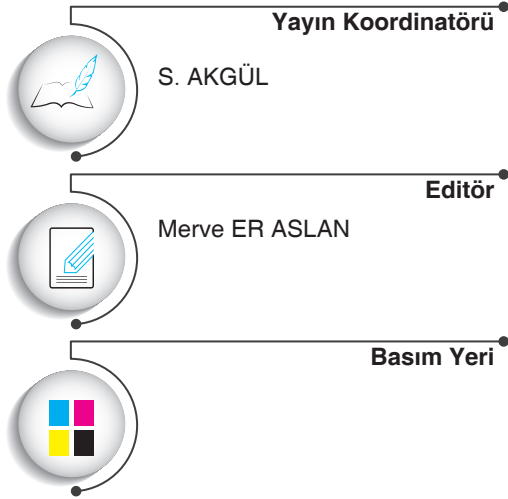 Yayın Koordinatörü
S. AKGÜL
Editör
Merve ER ASLAN
Basım Yeri